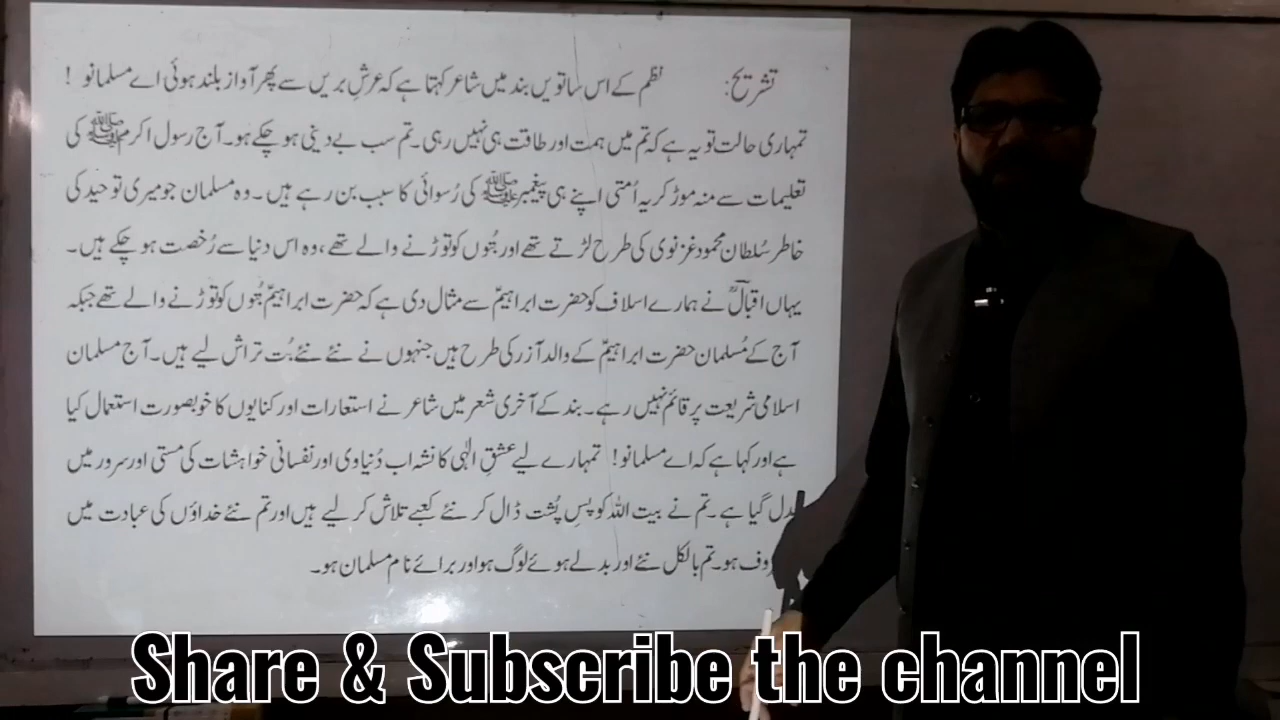 تشریح: نظم کے اس ساتویں بند میں شاعر کہتا ہے کہ عرشِ بریں سے پھر آواز بلند ہوئی اے مسلمانو !
تمہاری حالت تو یہ ہے کہ تم میں ہمت اور طاقت ہی نہیں رہی۔ تم سب بے دینی ہو چکے ہو۔ آج رسول اکرم ﷺ کی
تعلیمات سے منہ موڑ کر یہ اُمتی اپنے ہی پیغمبر ﷺ کی رُسوائی کا سبب بن رہے ہیں۔ وہ مسلمان جو میری توحید کی
خاطر سُلطان محمود غزنوی کی طرح لڑتے تھے اور بُتوں کو توڑنے والے تھے، وہ اس دنیا سے رُخصت ہو چکے ہیں۔
یہاں اقبالؒ نے ہمارے اسلاف کو حضرت ابراہیمؑ سے مثال دی ہے کہ حضرت ابراہیمؑ بُتوں کو توڑنے والے تھے جبکہ
آج کے مُسلمان حضرت ابراہیمؑ کے والد آزر کی طرح ہیں جنہوں نے نئے نئے بُت تراش لیے ہیں۔ آج مسلمان
اسلامی شریعت پر قائم نہیں رہے۔ بند کے آخری شعر میں شاعر نے استعارات اور کنایوں کا خوبصورت استعمال کیا
ہے اور کہا ہے کہ اے مسلمانو! تمہارے لیے عشقِ الٰہی کا نشہ اب دُنیاوی اور نفسانی خواہشات کی مستی اور سرور میں
بدل گیا ہے۔ تم نے بیت اللہ کو پسِ پُشت ڈال کر نئے کعبے تلاش کر لیے ہیں اور تم نئے خداؤں کی عبادت میں
روف ہو۔ تم بالکل نئے اور بدلے ہوئے لوگ ہو اور برائے نام مسلمان ہو۔
Share & Subscribe the channel